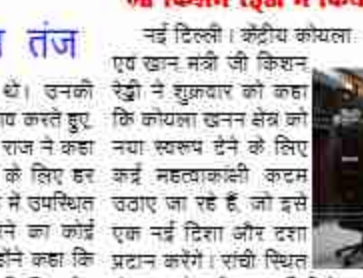 जी किशन रेड्डी ने किय
तंज
थे। उनकी
करते हुए
राज ने कहा
के लिए हर
में उपस्थित
ने का कोई
होंने कहा कि
नई दिल्ली। केंद्रीय कोयला
एवं खान मंत्री जी किशन
रेड्डी ने शुक्रवार को कहा
कि कोयला खनन क्षेत्र को
नया स्वरूप देने के लिए
कई महत्वाकांक्षी कदम
उठाए जा रहे हैं, जो इसे
एक नई दिशा और दशा
प्रदान करेंगे। रांची स्थित